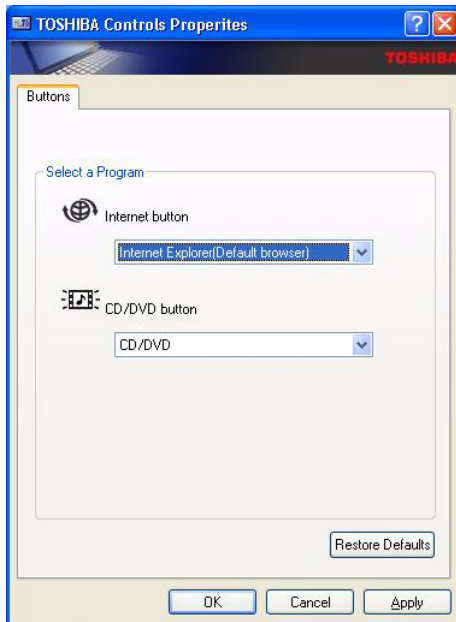 TOSHIBA Controls Properites
TOSHIBA
Buttons
Select a Program
Internet button
Internet Explorer(Default browser)
CD/DVD button
CD/DVD
Restore Defaults
OK Cancel Apply